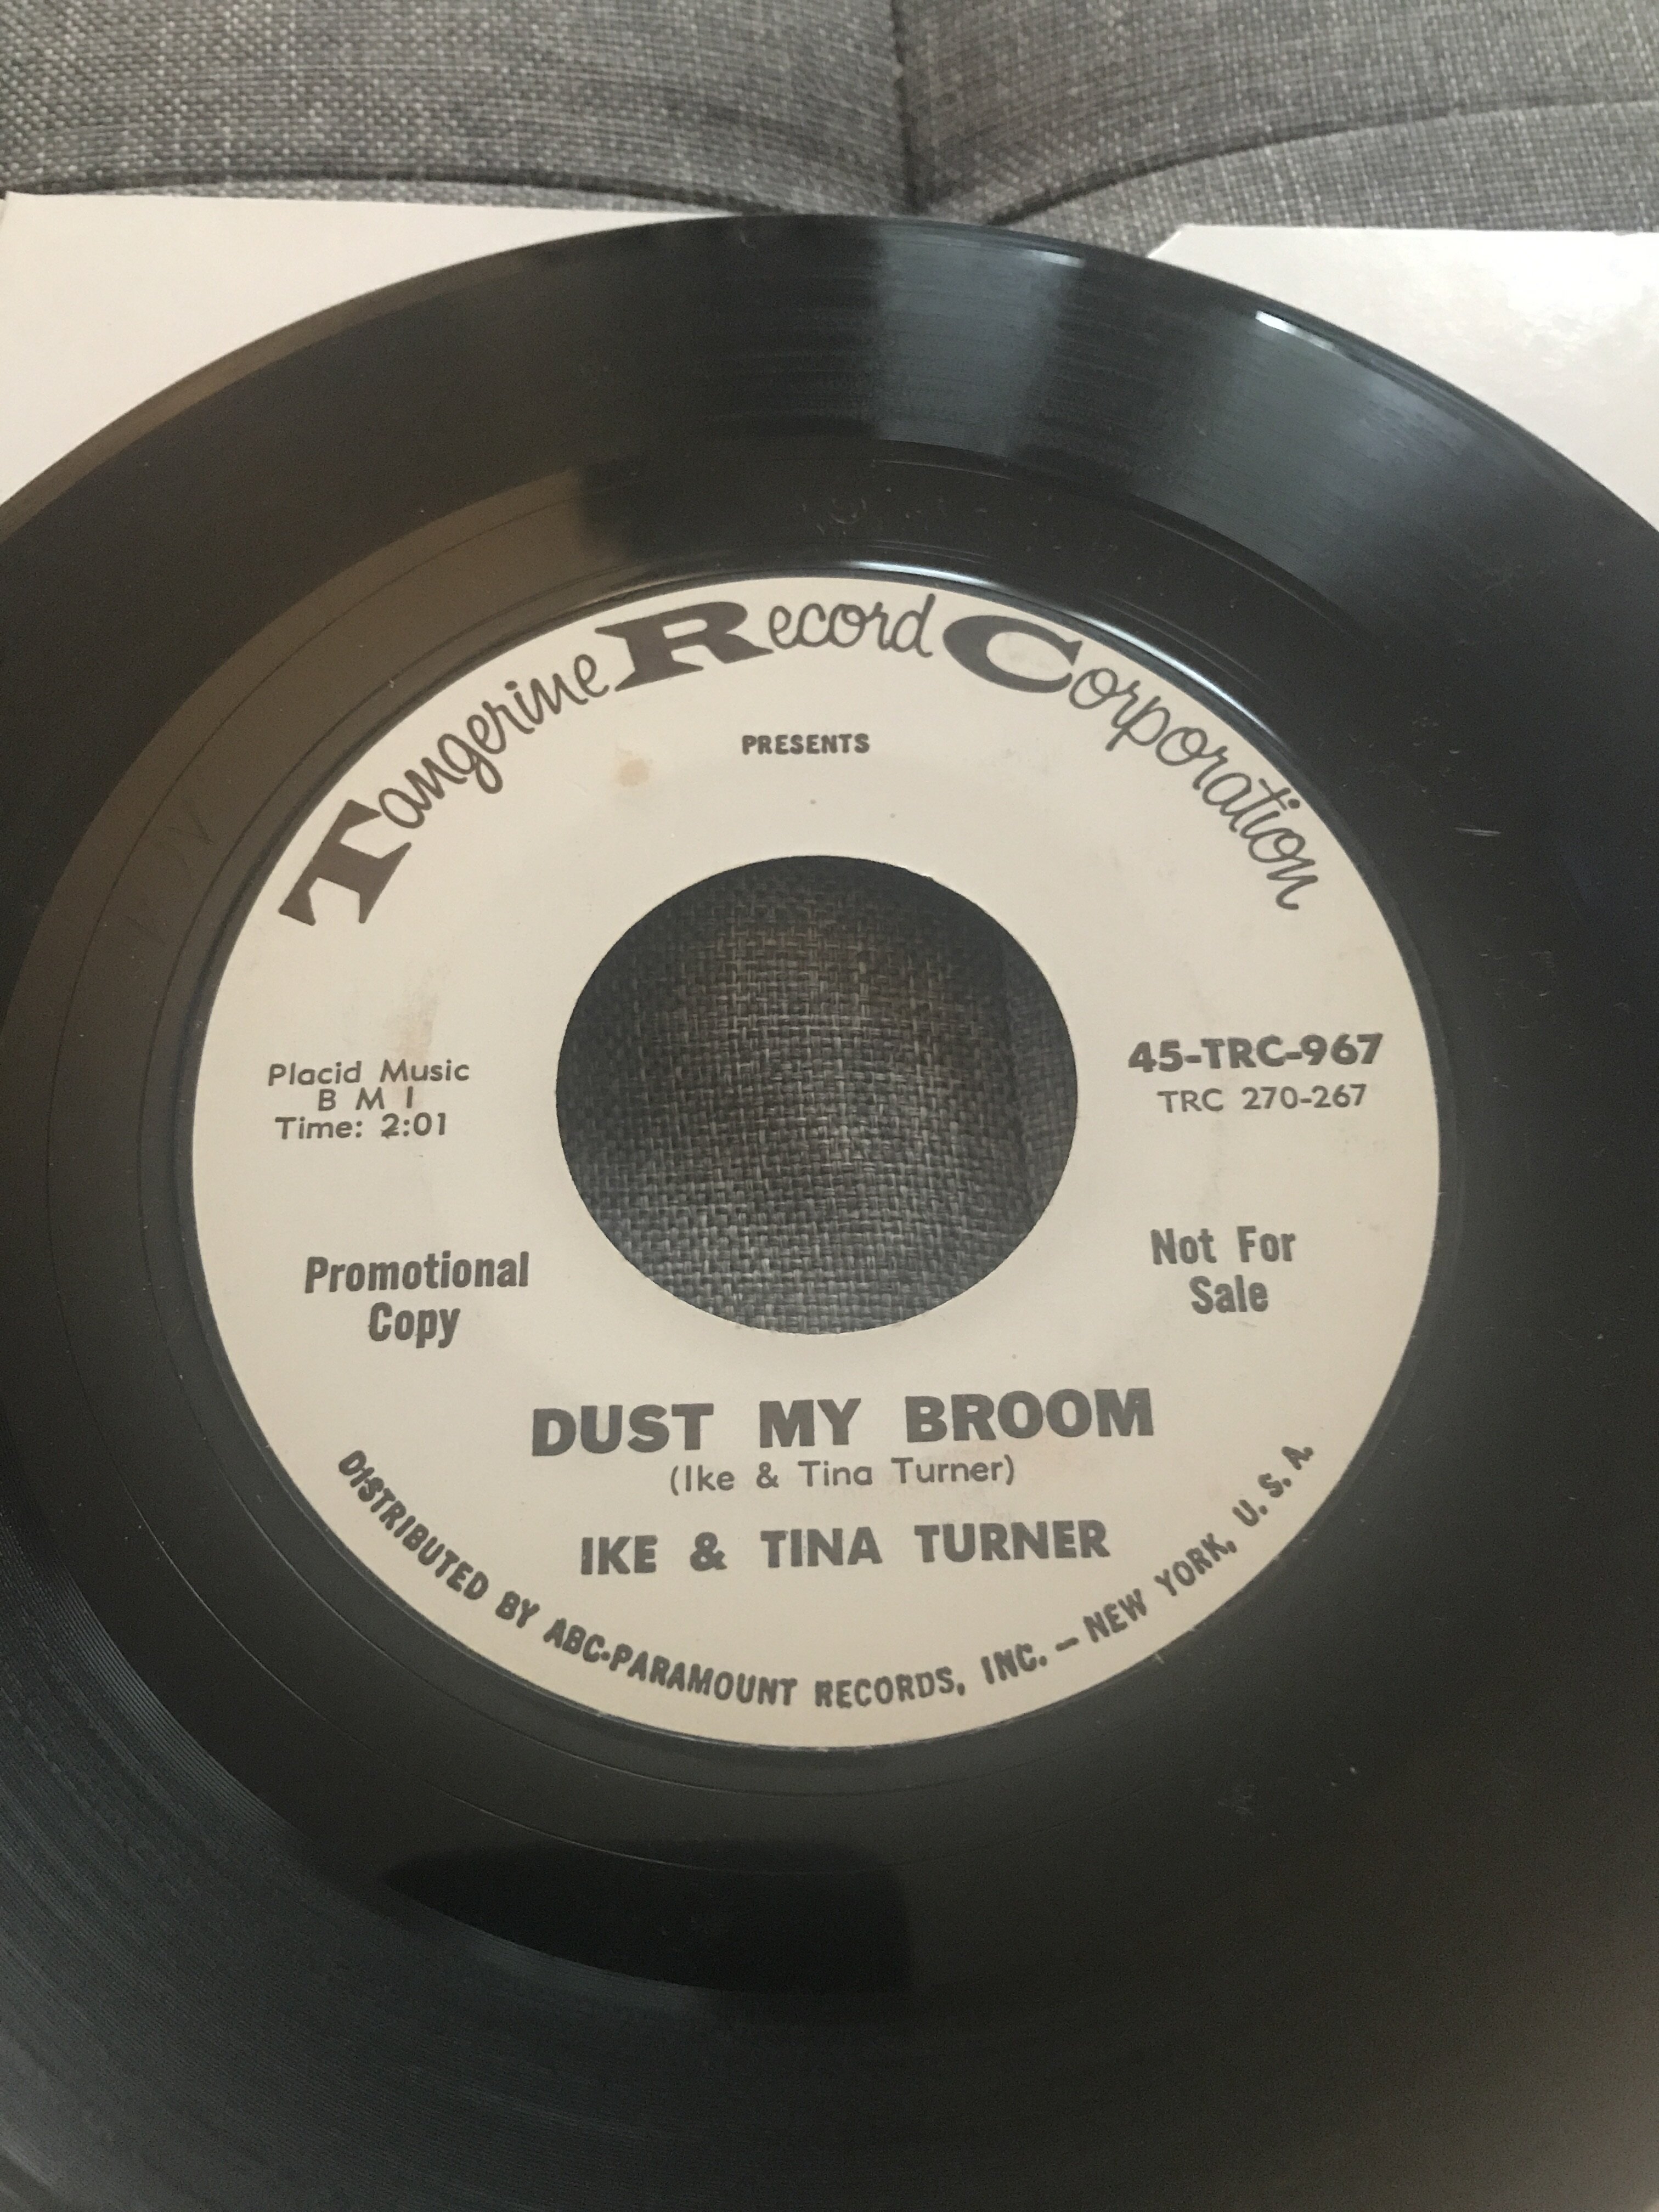 Tangerine Record Corporation
PRESENTS
Placid Music
B M I
Time: 2:01
45-TRC-967
TRC 270-267
Promotional
Copy
Not For
Sale
DUST MY BROOM
(Ike & Tina Turner)
IKE & TINA TURNER
DISTRIBUTED BY ABC-PARAMOUNT RECORDS, INC. — NEW YORK, U. S. A.